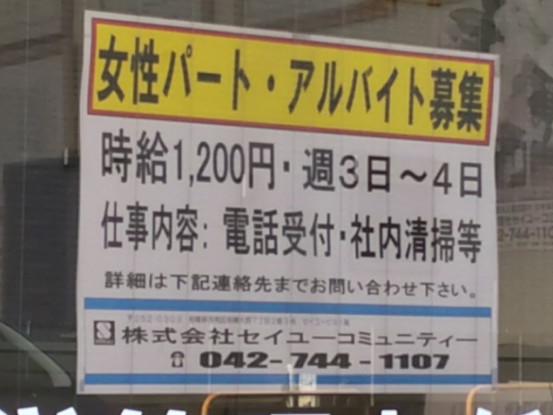 女性パート・アルバイト募集
時給1,200円・週3日～4日
仕事内容: 電話受付・社内清掃等
詳細は下記連絡先までお問い合わせ下さい。
株式会社セイユーコミュニティー
☎ 042-744-1107